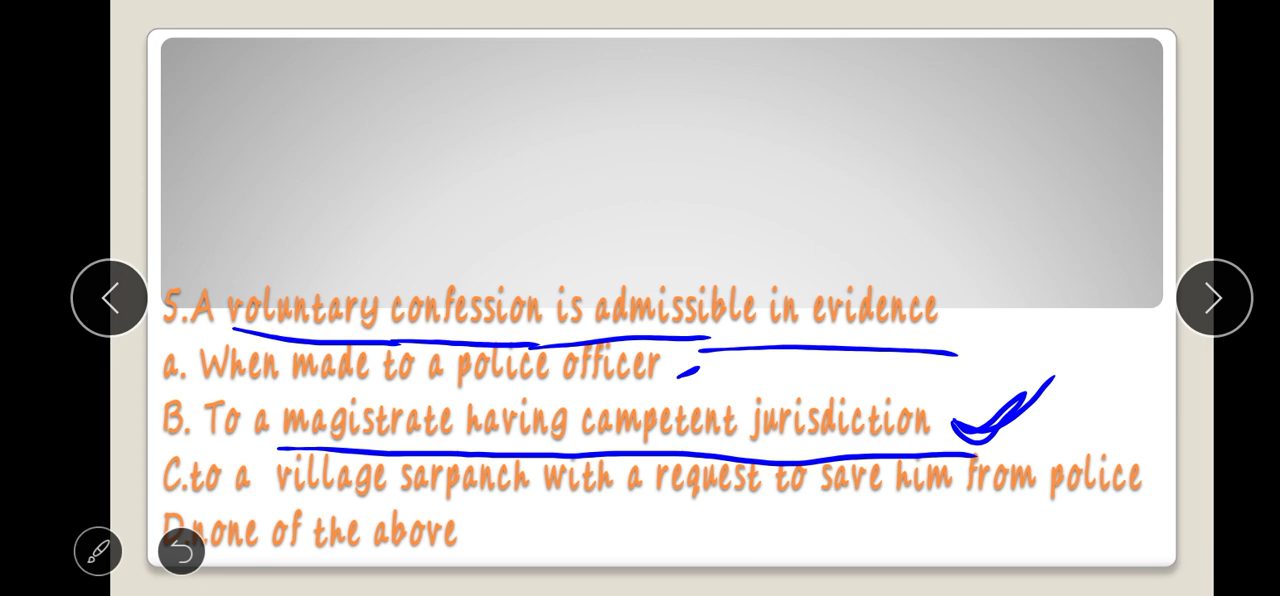 5.A voluntary confession is admissible in evidence
a. When made to a police officer
B. To a magistrate having campetent jurisdiction
C.to a village sarpanch with a request to save him from police
D.none of the above